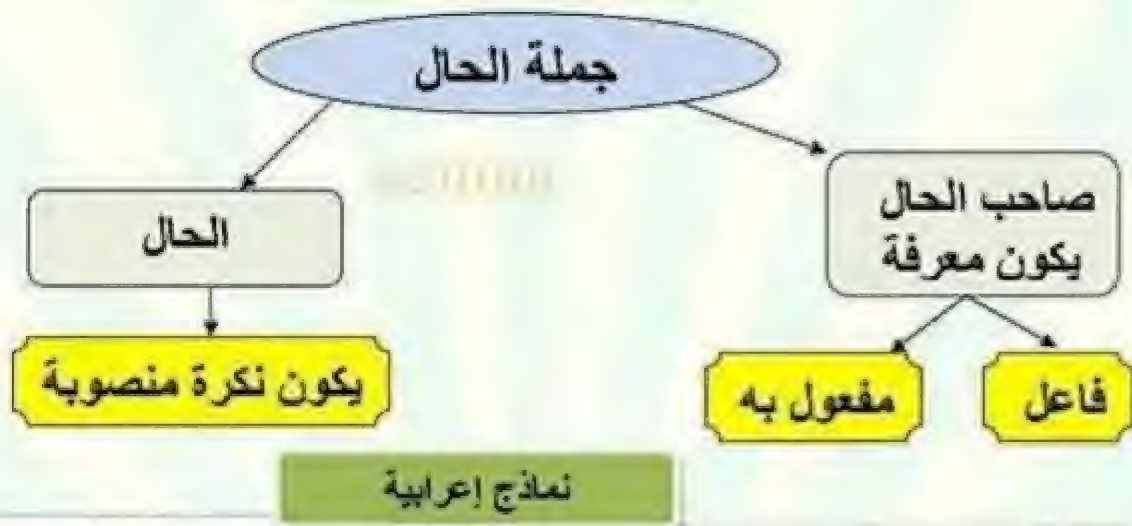 جملة الحال
صاحب الحال
يكون معرفة
الحال
فاعل
مفعول به
يكون نكرة منصوبة
نماذج إعرابية